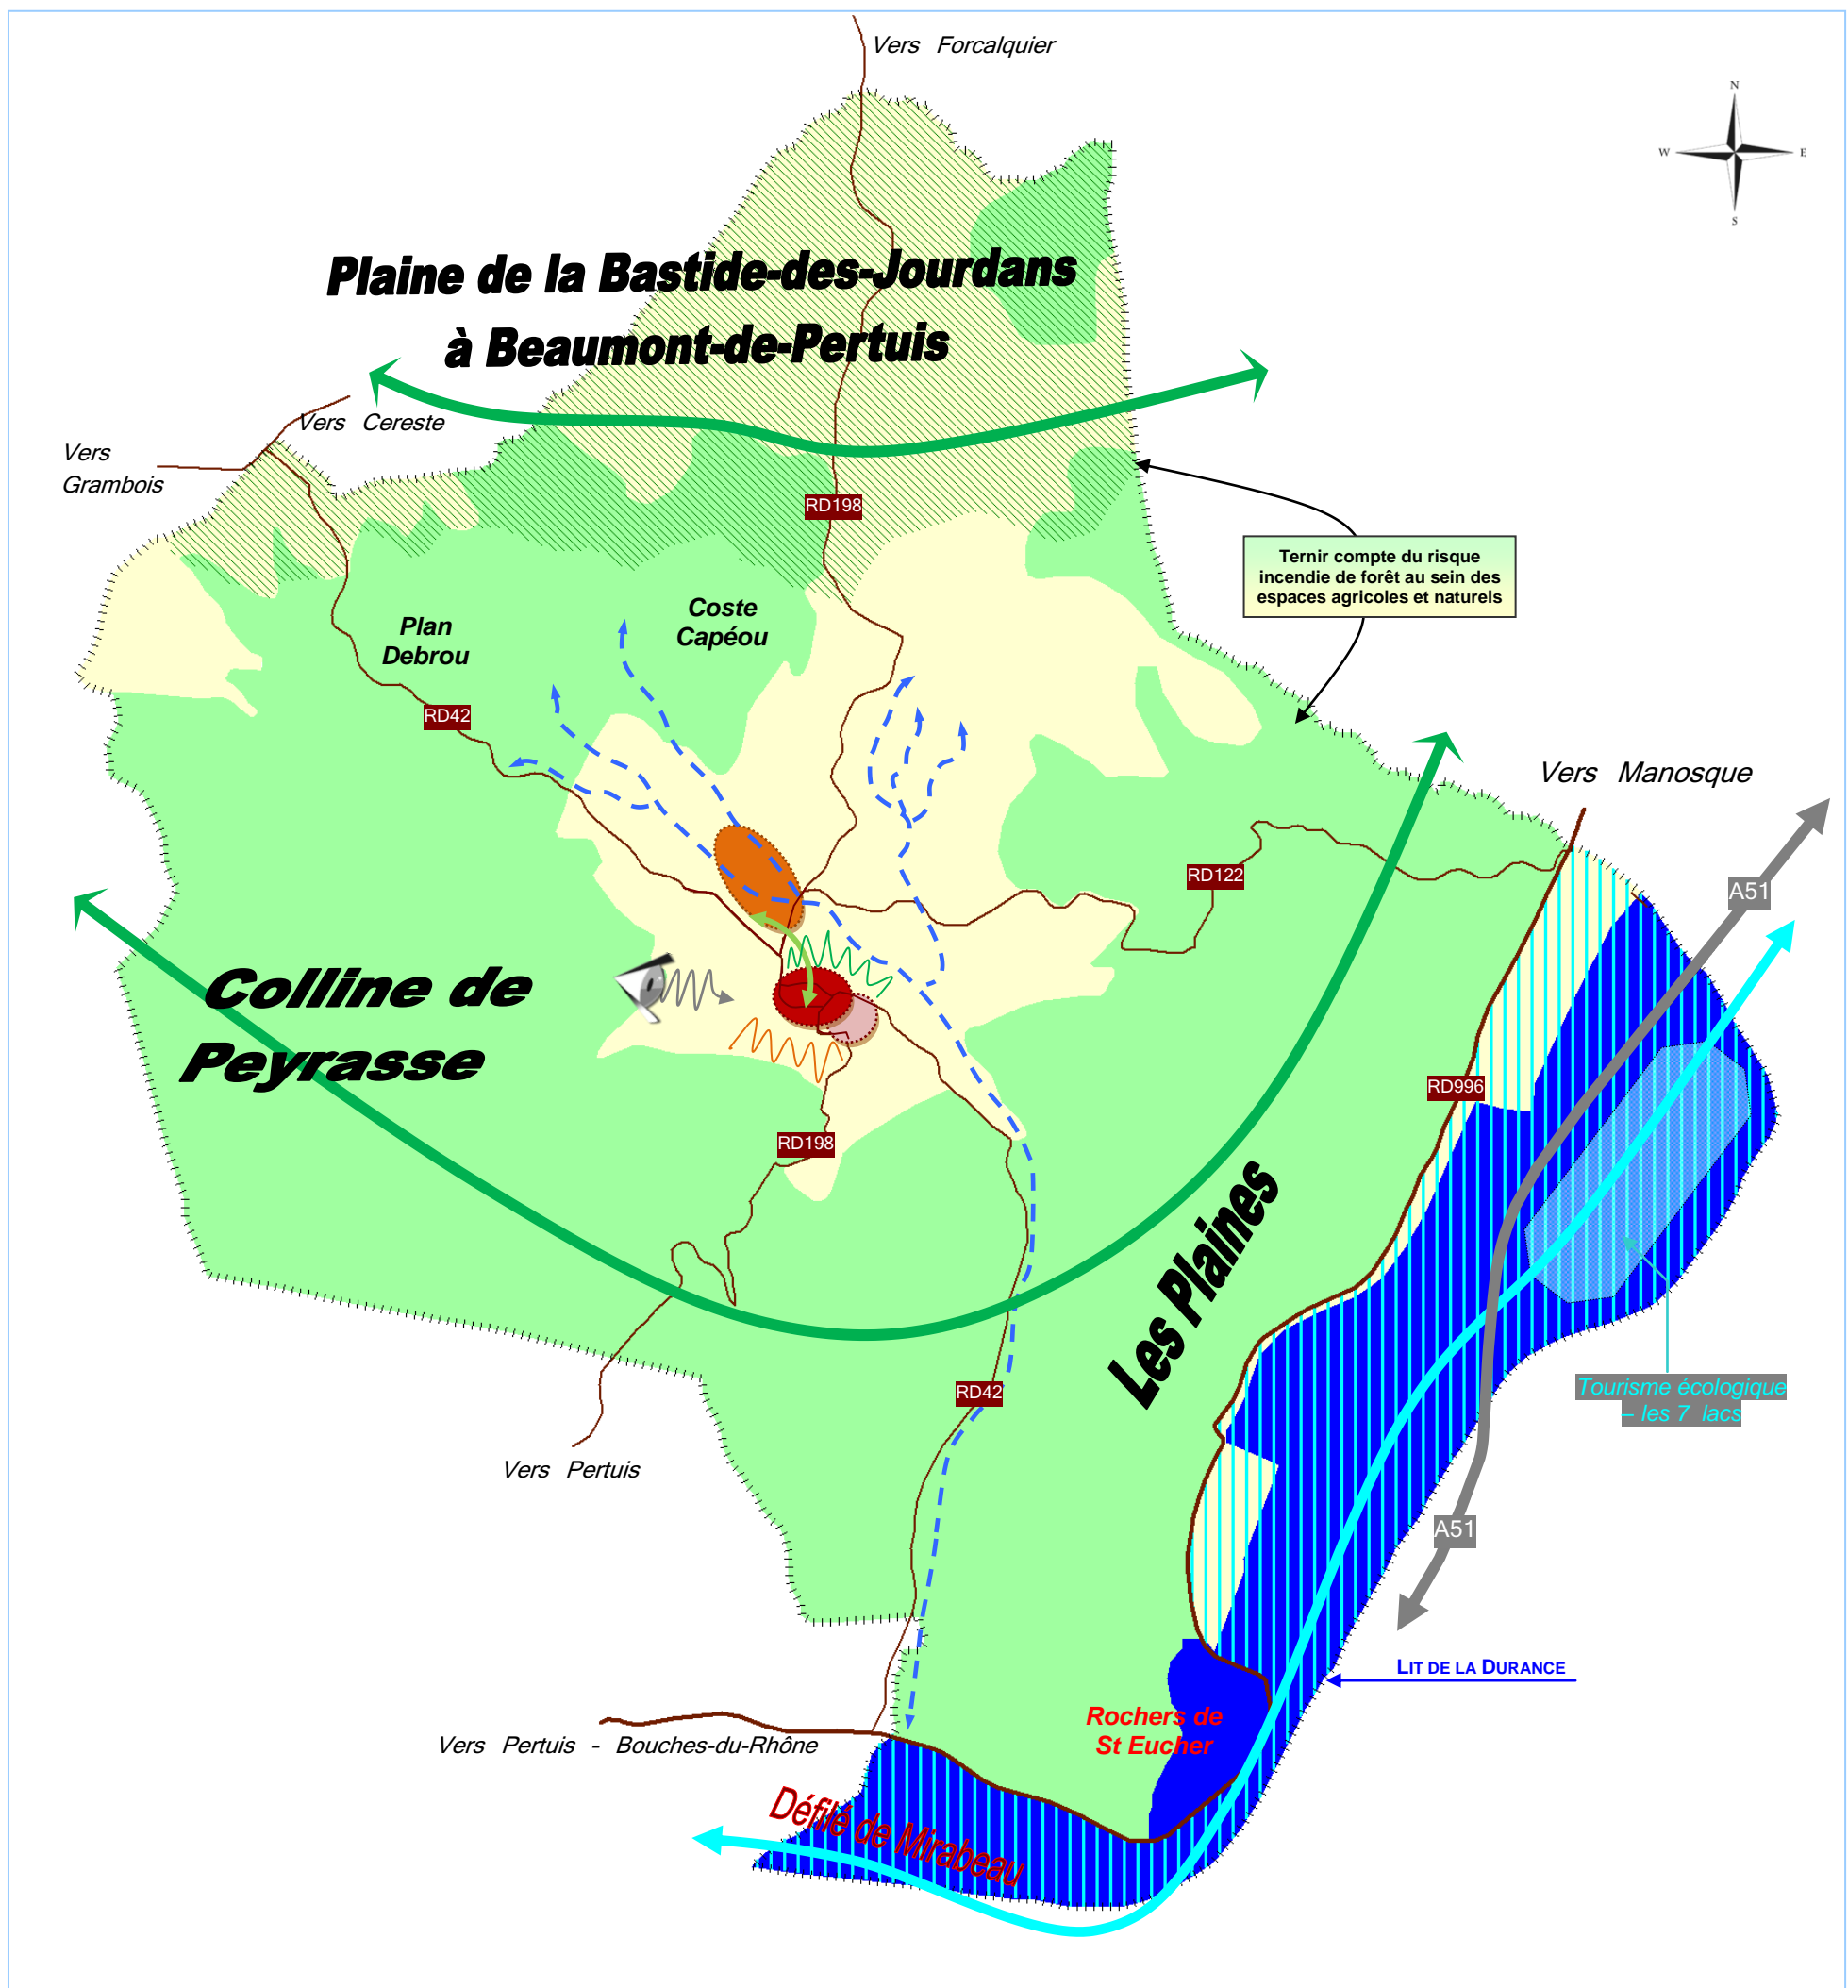 Vers Forcalquier
N
W
E
S
Plaine de la Bastide-des-Jourdans
à Beaumont-de-Pertuis
Vers Cereste
Vers
Grambois
RD198
Ternir compte du risque
incendie de forêt au sein des
espaces agricoles et naturels
Coste
Capéou
Plan
Debrou
RD42
Vers Manosque
RD122
A51
Colline de
Peyrasse
RD996
RD198
Les Plaines
RD42
Tourisme écologique
– les 7 lacs
Vers Pertuis
A51
LIT DE LA DURANCE
Rochers de
St Eucher
Vers Pertuis - Bouches-du-Rhône
Défilé de Mirabeau